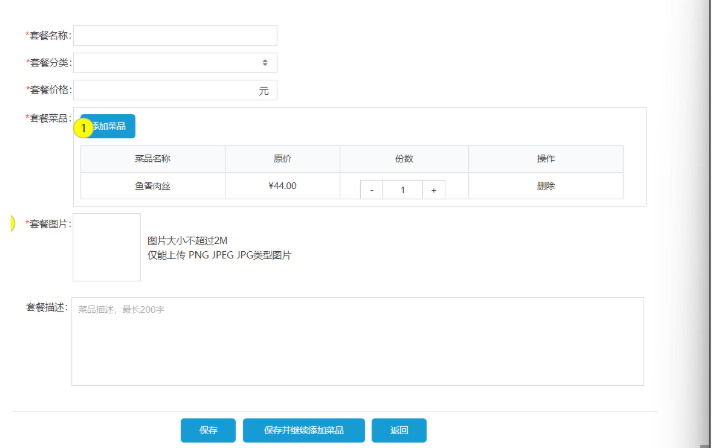 *套餐名称:
*套餐分类:
*套餐价格: 元
*套餐菜品:
1 添加菜品
菜品名称 原价 份数 操作
鱼香肉丝 ¥44.00 - 1 + 删除
*套餐图片:
图片大小不超过2M
仅能上传 PNG JPEG JPG类型图片
套餐描述: 菜品描述，最长200字
保存 保存并继续添加菜品 返回